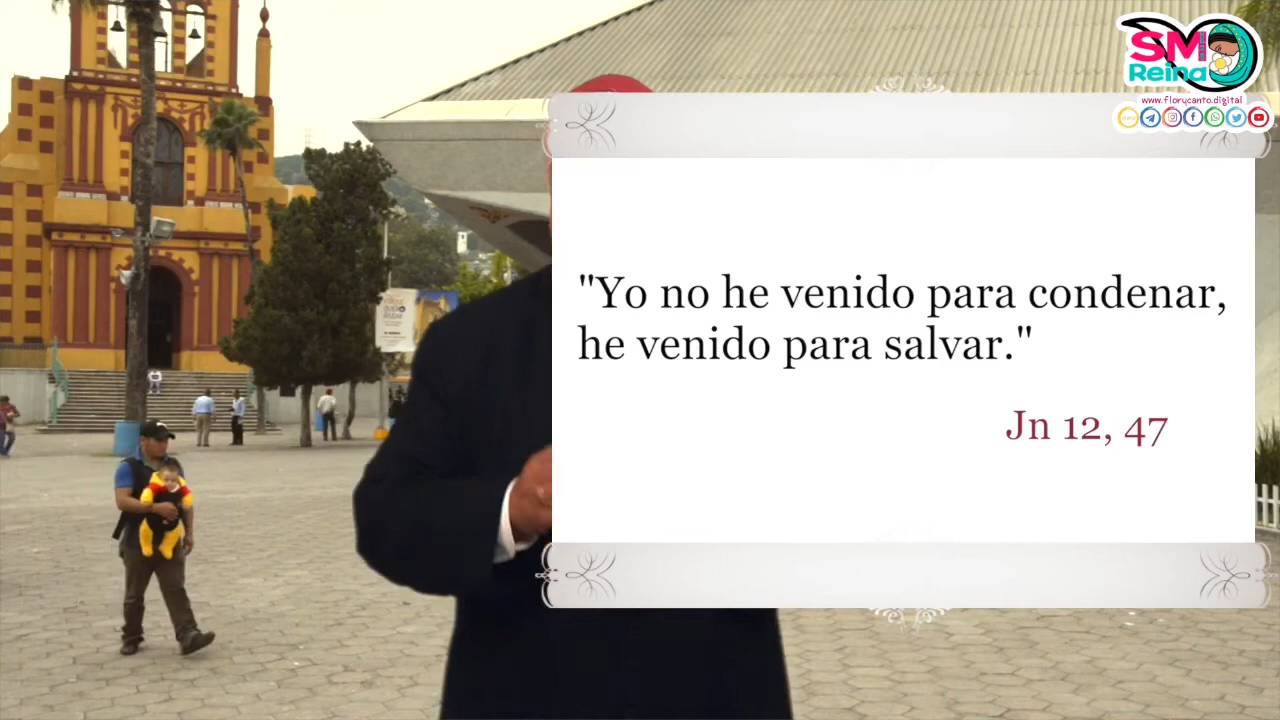 SM
Reina
www.florycanto.digital
"Yo no he venido para condenar,
he venido para salvar."
Jn 12, 47